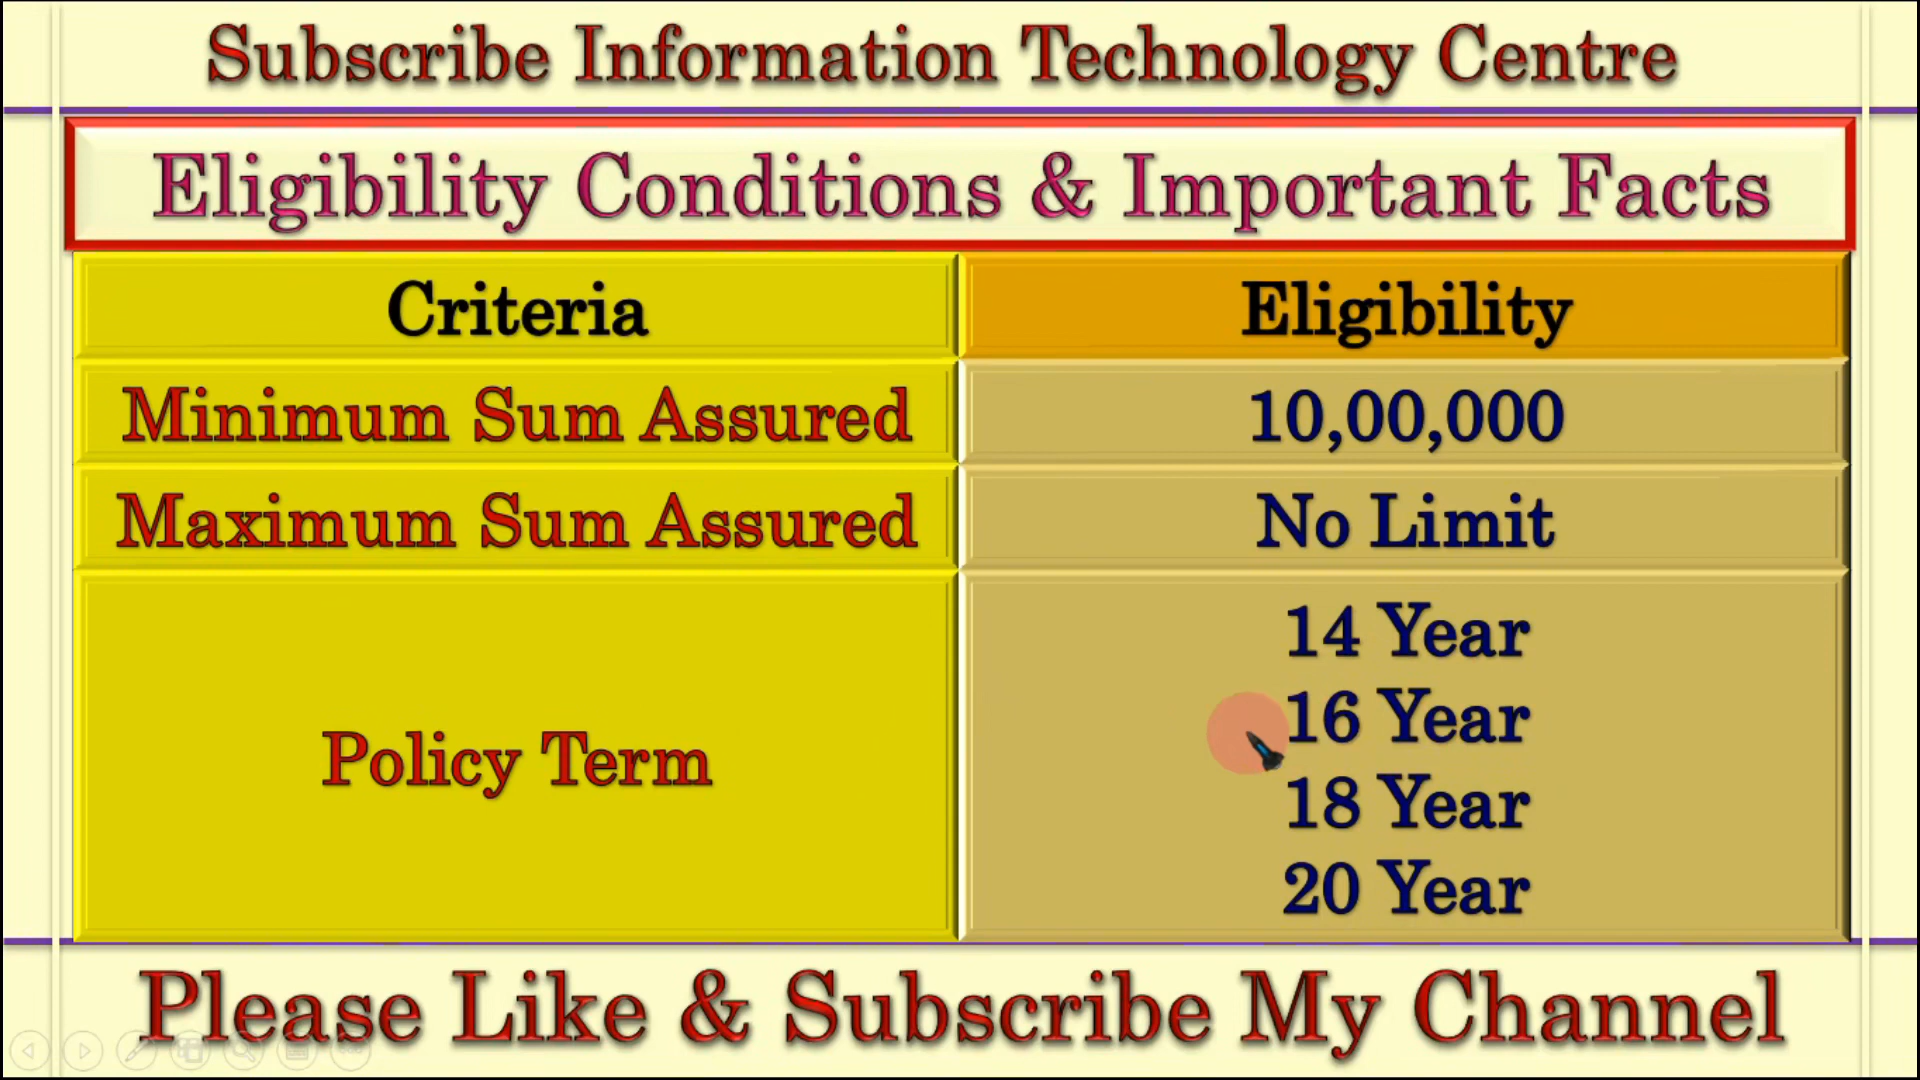 Subscribe Information Technology Centre
Eligibility Conditions & Important Facts
Criteria
Eligibility
Minimum Sum Assured
10,00,000
Maximum Sum Assured
No Limit
Policy Term
14 Year
16 Year
18 Year
20 Year
Please Like & Subscribe My Channel